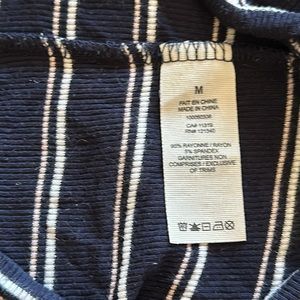 M
FAIT EN CHINE
MADE IN CHINA
CA# 11319
RN# 121340
95% RAYONNE / RAYON
5% SPANDEX
GARNITURES NON
COMPRISES / EXCLUSIVE
OF TRIMS